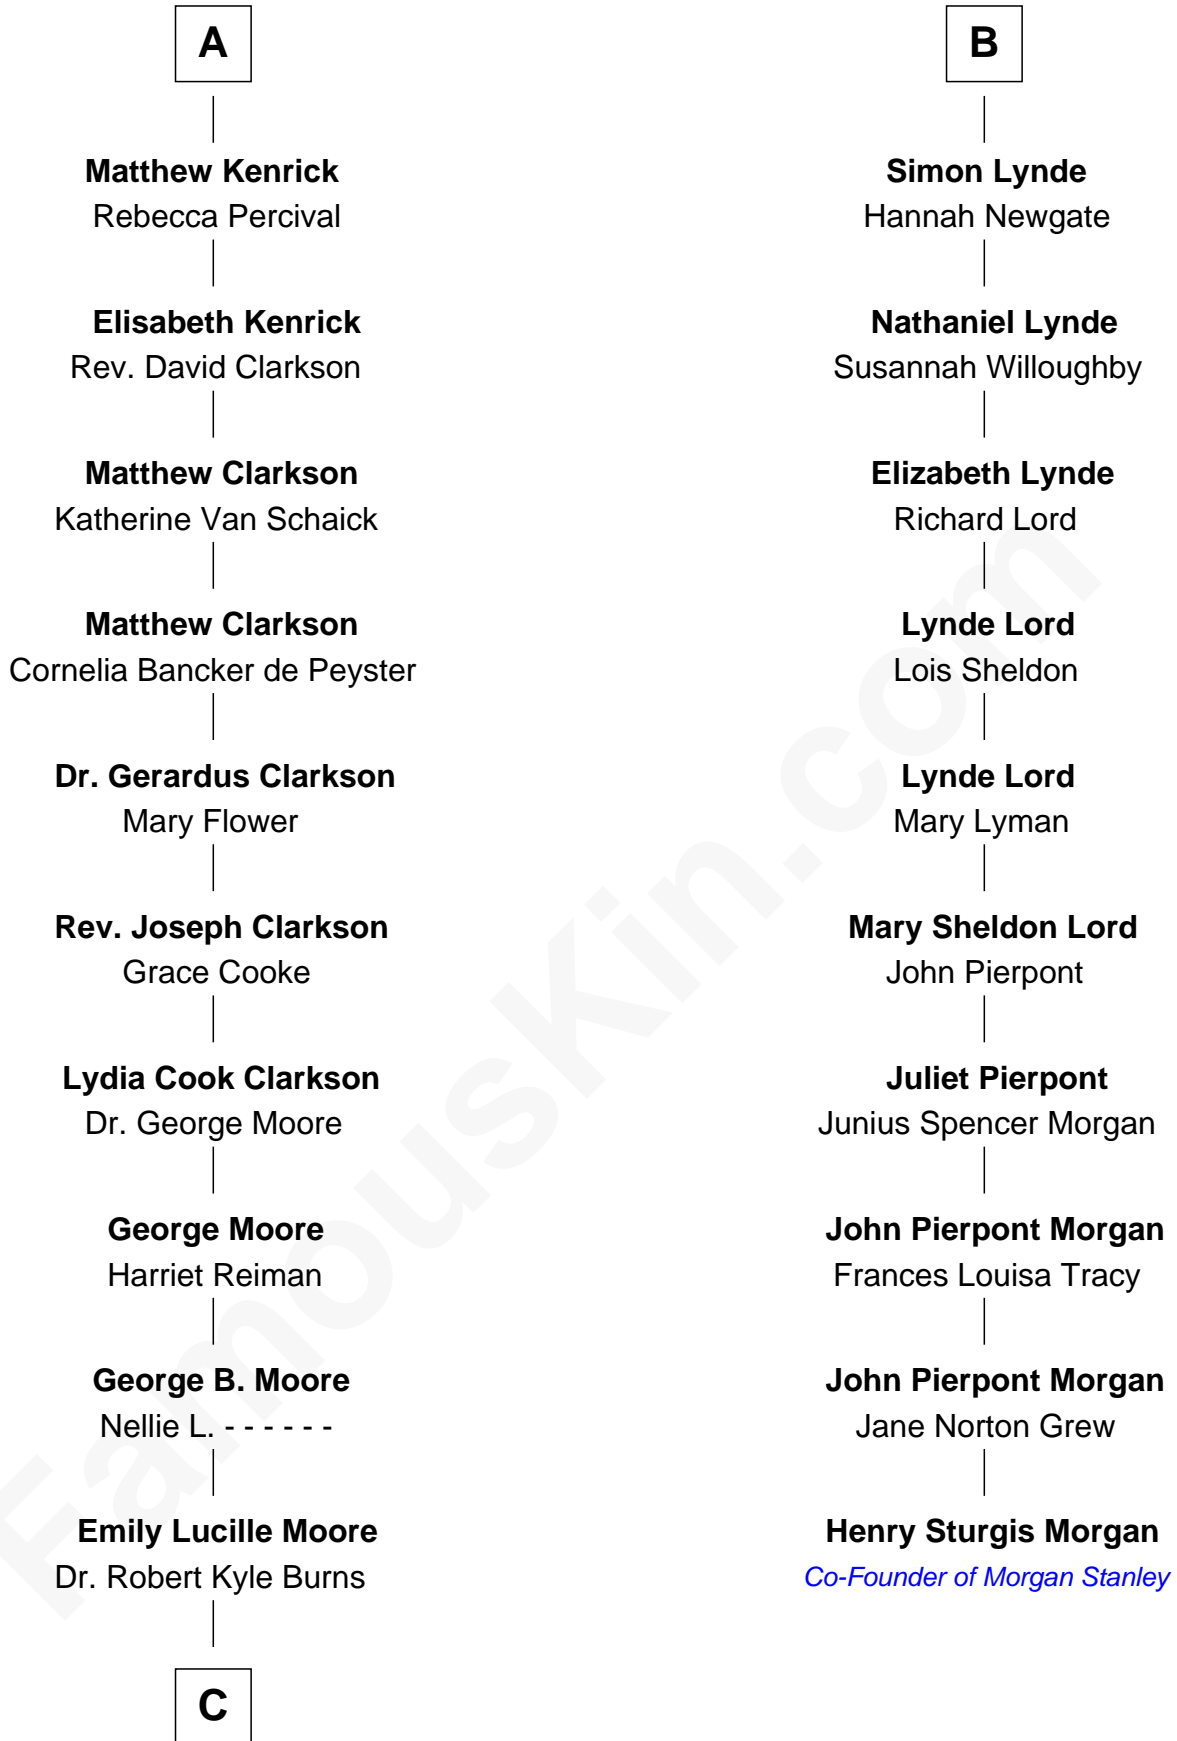 A
Matthew Kenrick
Rebecca Percival
Elisabeth Kenrick
Rev. David Clarkson
Matthew Clarkson
Katherine Van Schaick
Matthew Clarkson
Cornelia Bancker de Peyster
Dr. Gerardus Clarkson
Mary Flower
Rev. Joseph Clarkson
Grace Cooke
Lydia Cook Clarkson
Dr. George Moore
George Moore
Harriet Reiman
George B. Moore
Nellie L. - - - - - -
Emily Lucille Moore
Dr. Robert Kyle Burns
C
B
Simon Lynde
Hannah Newgate
Nathaniel Lynde
Susannah Willoughby
Elizabeth Lynde
Richard Lord
Lynde Lord
Lois Sheldon
Lynde Lord
Mary Lyman
Mary Sheldon Lord
John Pierpont
Juliet Pierpont
Junius Spencer Morgan
John Pierpont Morgan
Frances Louisa Tracy
John Pierpont Morgan
Jane Norton Grew
Henry Sturgis Morgan
Co-Founder of Morgan Stanley
FamousKin.com